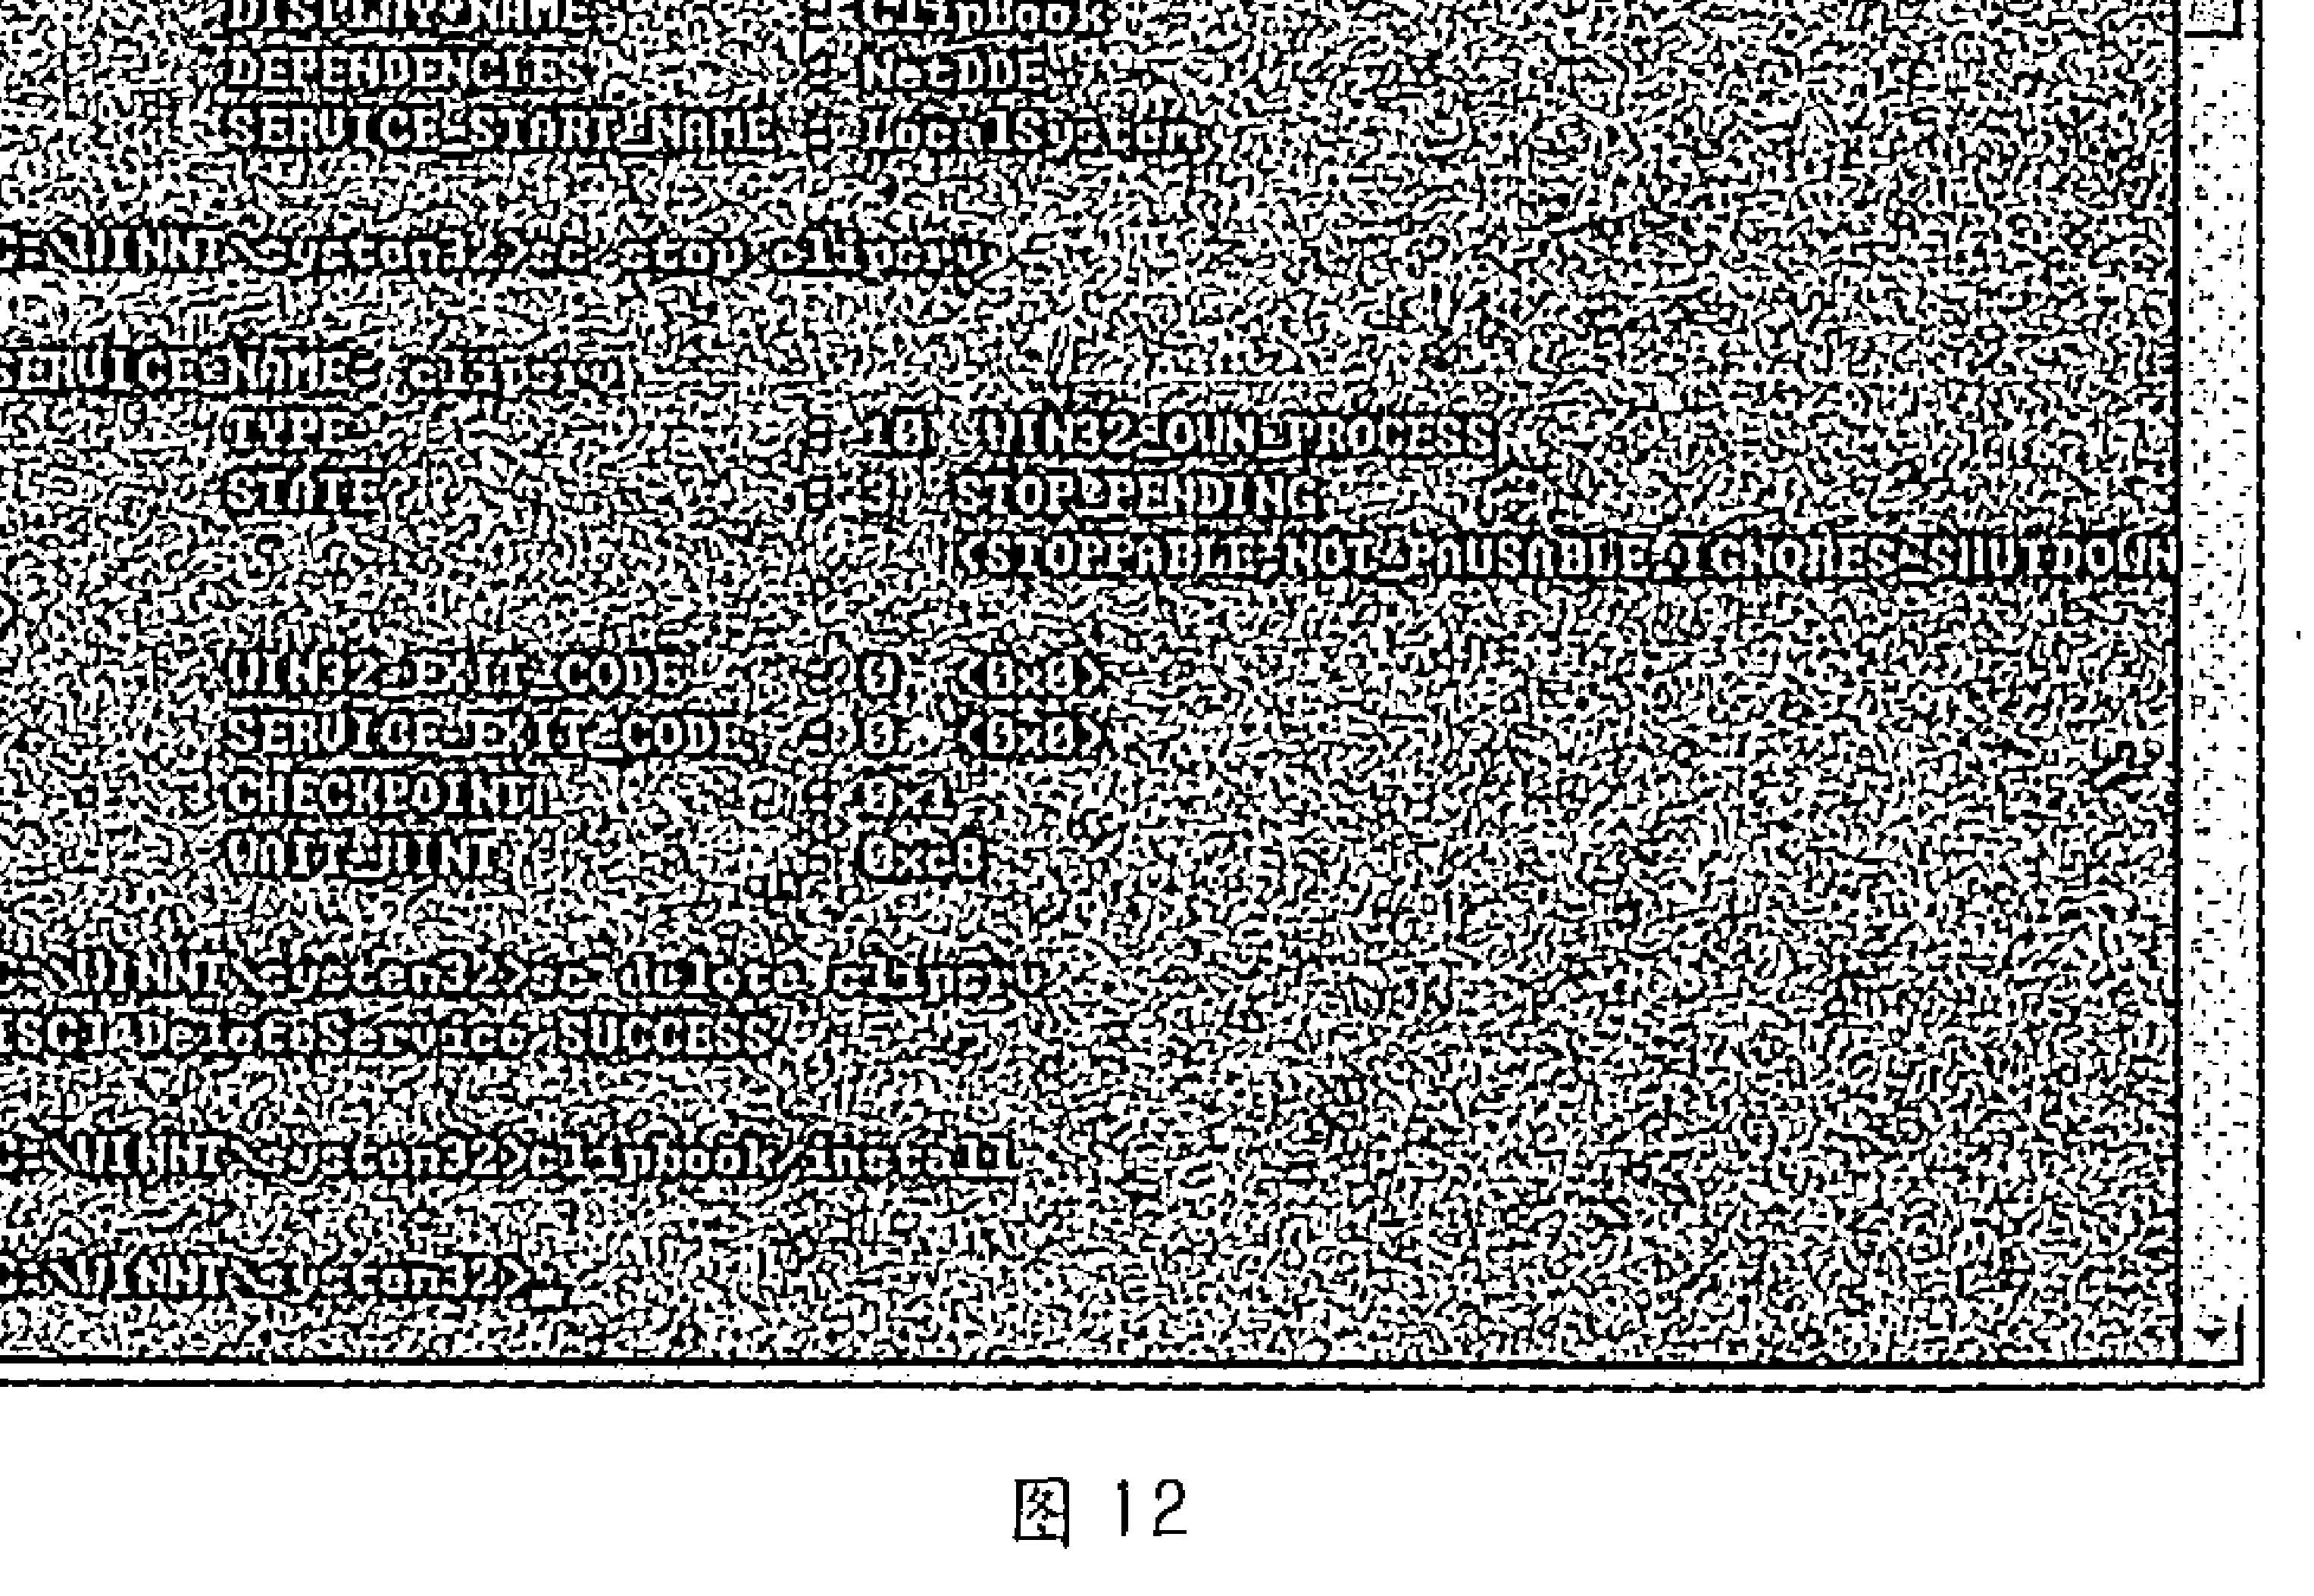 DISPLAY_NAME : ClipBook
DEPENDENCIES : NetDDE
SERVICE_START_NAME : LocalSystem
C:\WINNT\system32>sc stop clipsrv
SERVICE_NAME: clipsrv
TYPE : 10 WIN32_OWN_PROCESS
STATE : 3 STOP_PENDING
<STOPPABLE,NOT_PAUSABLE,IGNORES_SHUTDOWN
>
WIN32_EXIT_CODE : 0 <0x0>
SERVICE_EXIT_CODE : 0 <0x0>
CHECKPOINT : 0x1
WAIT_HINT : 0xc8
C:\WINNT\system32>sc delete clipsrv
[SC] DeleteService SUCCESS
C:\WINNT\system32>clipbook/install
C:\WINNT\system32>
图 12